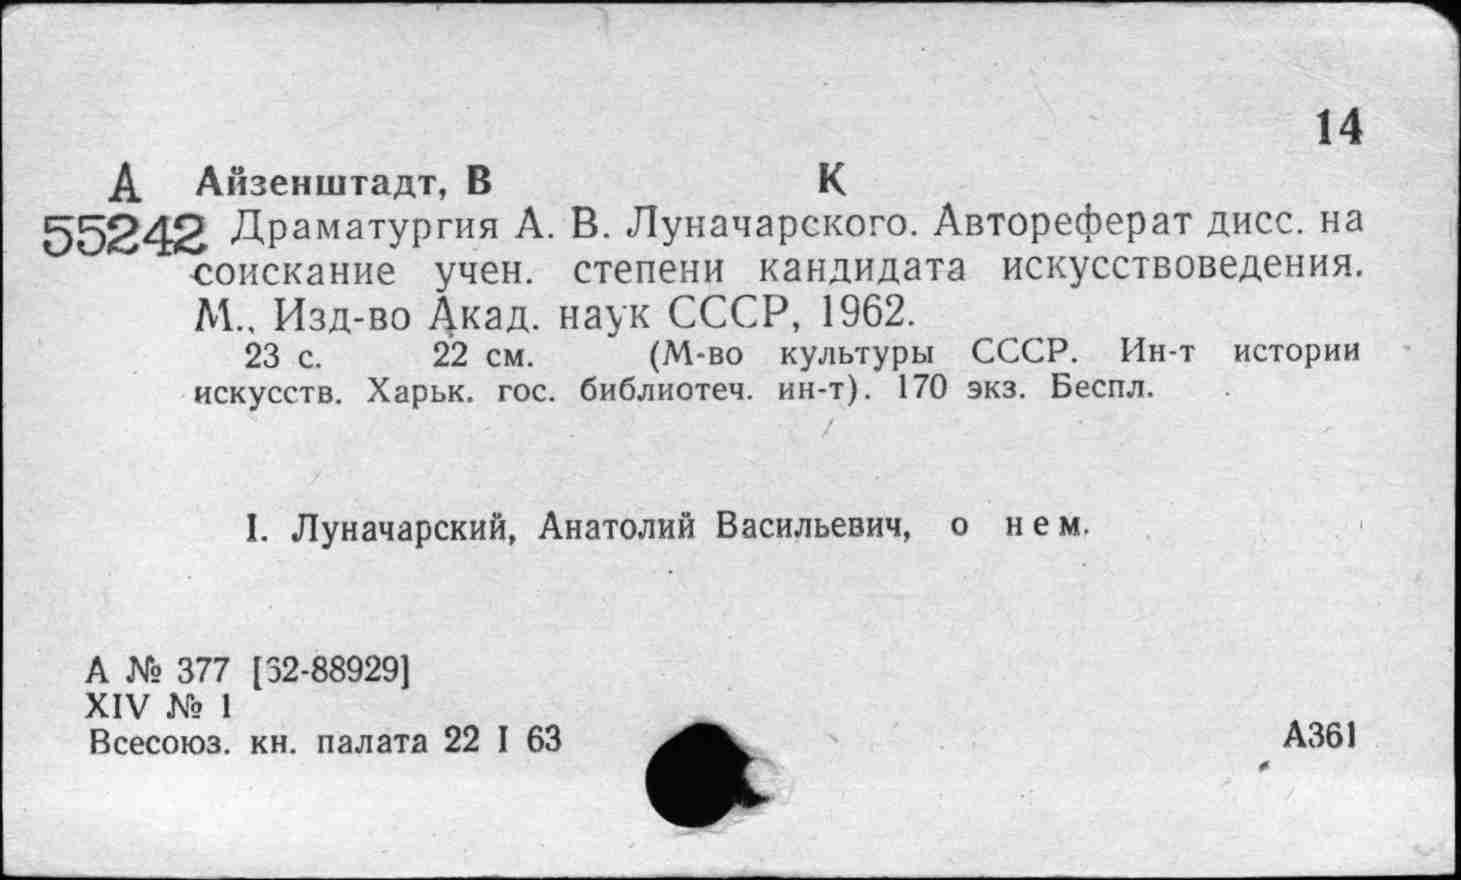 14
А Айзенштадт, В К
55242 Драматургия А. В. Луначарского. Автореферат дисс. на
соискание учен. степени кандидата искусствоведения.
М., Изд-во Акад. наук СССР, 1962.
23 с. 22 см. (М-во культуры СССР. Ин-т истории
искусств. Харьк. гос. библиотеч. ин-т). 170 экз. Беспл.
I. Луначарский, Анатолий Васильевич, о нем.
А № 377 [62-88929]
XIV № 1
Всесоюз. кн. палата 22 I 63
А361